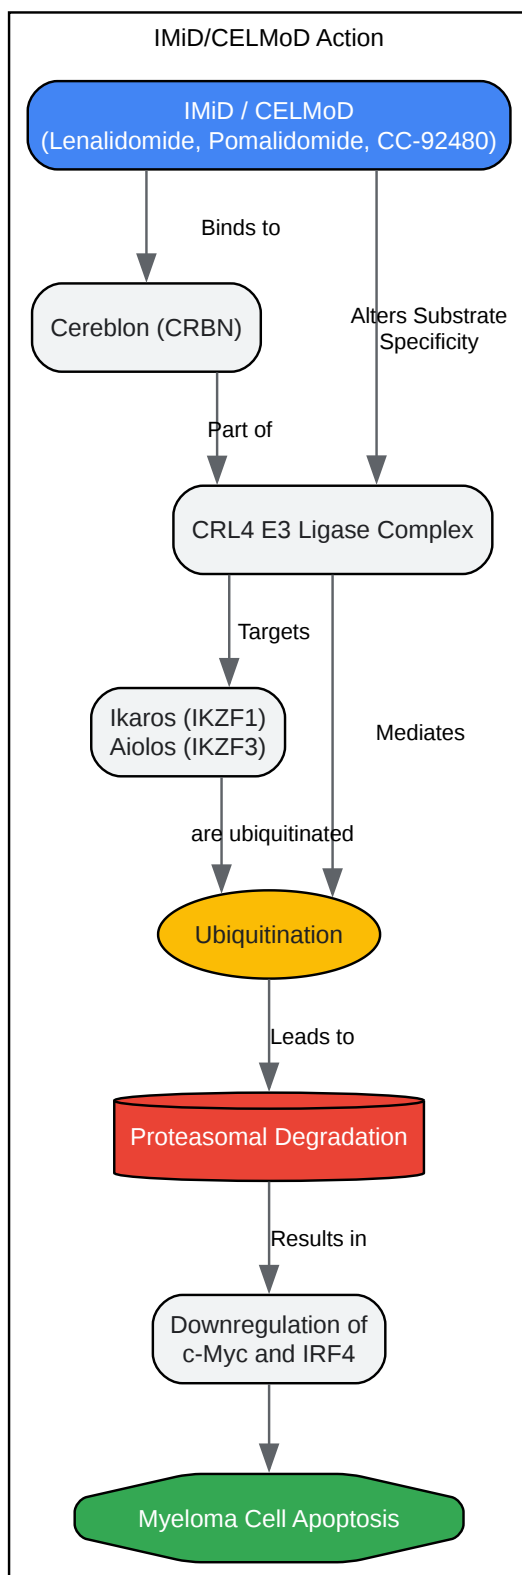 IMiD/CELMoD Action
IMiD / CELMoD
(Lenalidomide, Pomalidomide, CC-92480)
Binds to
Cereblon (CRBN)
Alters Substrate
Specificity
Part of
CRL4 E3 Ligase Complex
Targets
Ikaros (IKZF1)
Aiolos (IKZF3)
Mediates
are ubiquitinated
Ubiquitination
Leads to
Proteasomal Degradation
Results in
Downregulation of
c-Myc and IRF4
Myeloma Cell Apoptosis